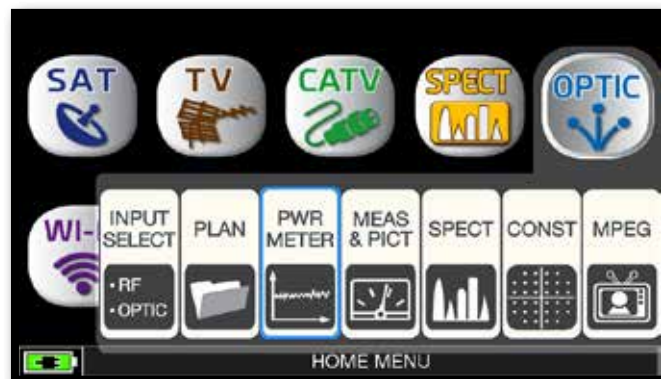 SAT
TV
CATV
SPECT
OPTIC
WI-
INPUT
SELECT
• RF
• OPTIC
PLAN
PWR
METER
MEAS
& PICT
SPECT
CONST
MPEG
HOME MENU